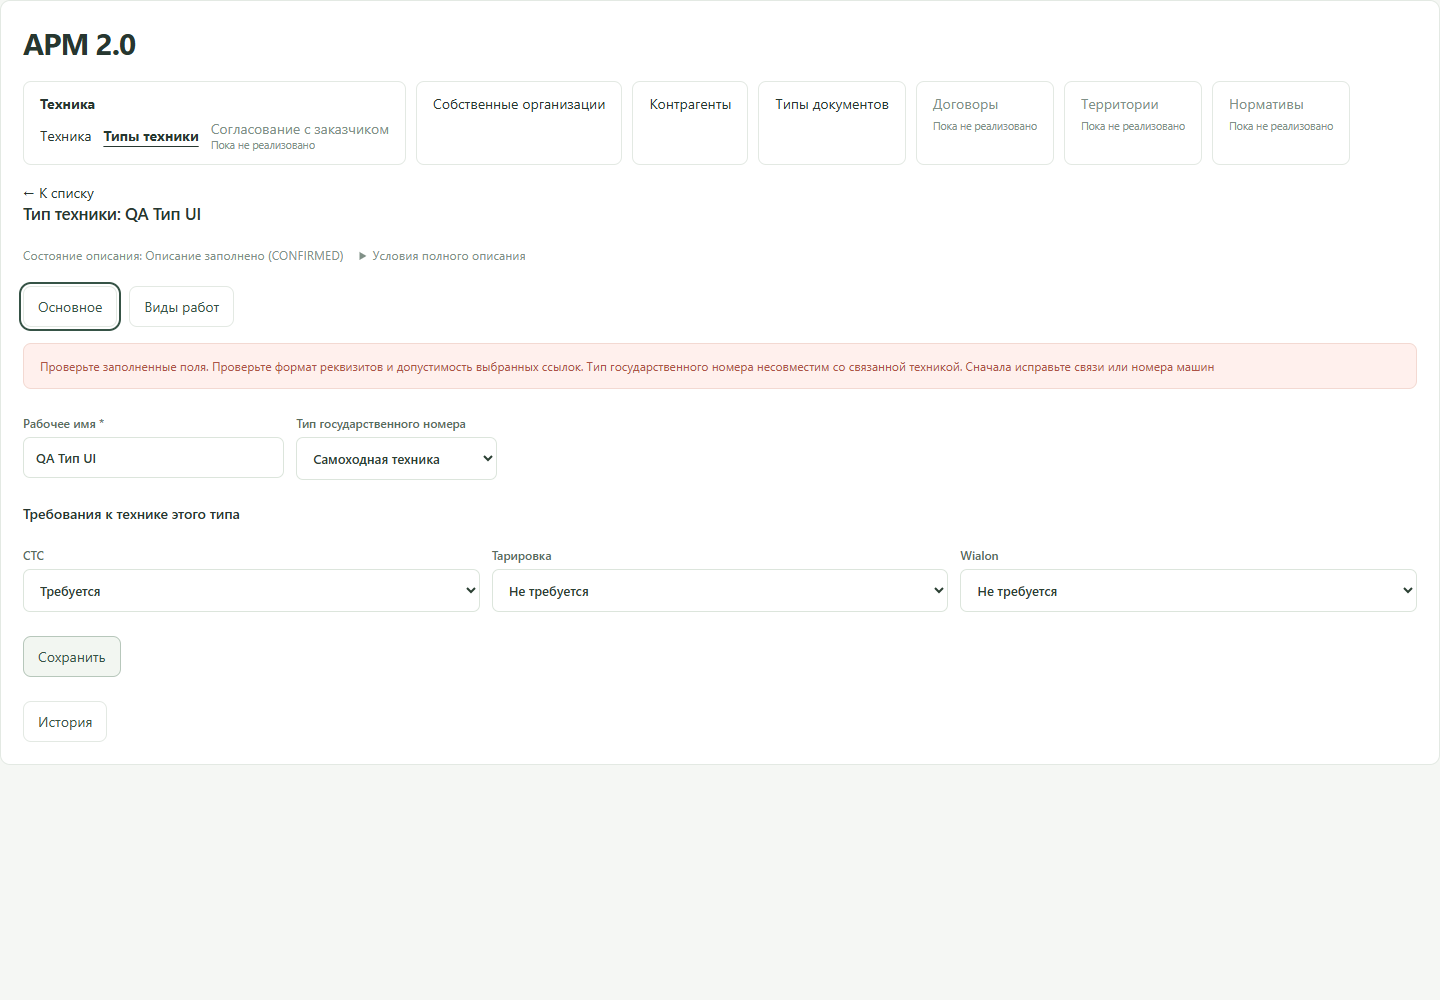 АРМ 2.0
Техника
Техника
Типы техники
Согласование с заказчиком
Пока не реализовано
Собственные организации
Контрагенты
Типы документов
Договоры
Пока не реализовано
Территории
Пока не реализовано
Нормативы
Пока не реализовано
← К списку
Тип техники: QA Тип UI
Состояние описания: Описание заполнено (CONFIRMED) ▶ Условия полного описания
Основное
Виды работ
Проверьте заполненные поля. Проверьте формат реквизитов и допустимость выбранных ссылок. Тип государственного номера несовместим со связанной техникой. Сначала исправьте связи или номера машин
Рабочее имя *
QA Тип UI
Тип государственного номера
Самоходная техника
Требования к технике этого типа
СТС
Требуется
Тарировка
Не требуется
Wialon
Не требуется
Сохранить
История